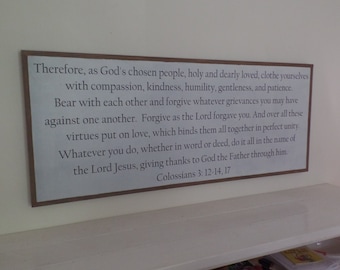 Therefore, as God's chosen people, holy and dearly loved, clothe yourselves
with compassion, kindness, humility, gentleness, and patience.
Bear with each other and forgive whatever grievances you may have
against one another. Forgive as the Lord forgave you. And over all these
virtues put on love, which binds them all together in perfect unity.
Whatever you do, whether in word or deed, do it all in the name of
the Lord Jesus, giving thanks to God the Father through him.
Colossians 3: 12-14, 17